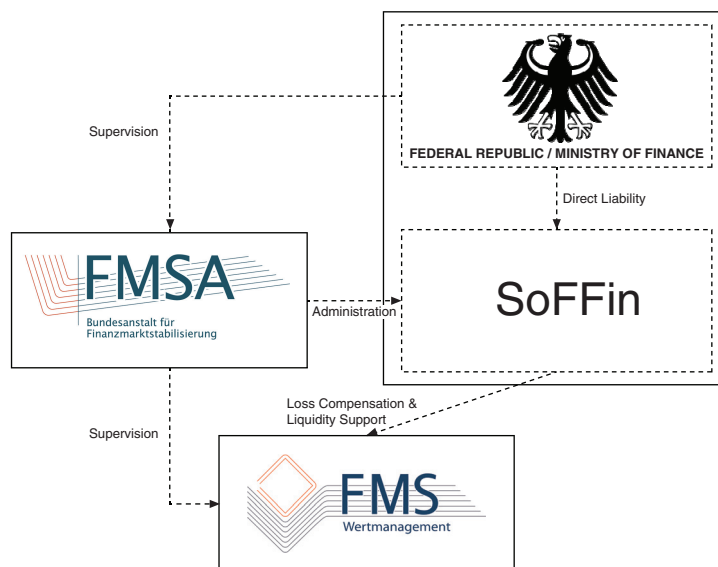 FEDERAL REPUBLIC / MINISTRY OF FINANCE
Supervision
Direct Liability
FMSA
Bundesanstalt für
Finanzmarktstabilisierung
Administration
SoFFin
Loss Compensation &
Liquidity Support
Supervision
FMS
Wertmanagement